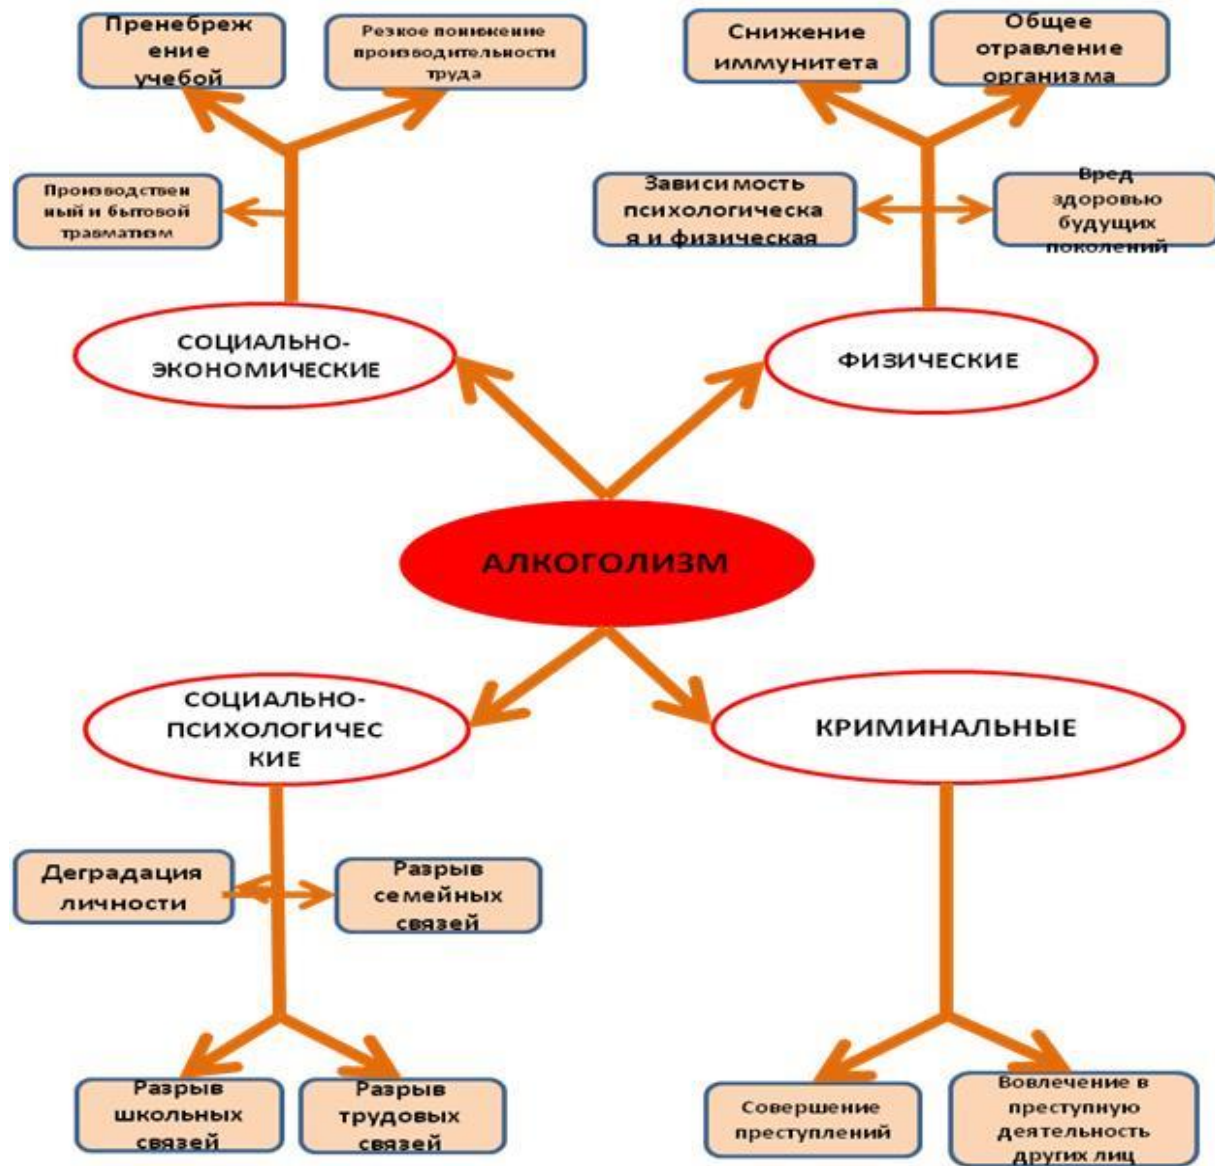 Пренебреж
ение
учебой
Резкое понижение
производительности
труда
Снижение
иммунитета
Общее
отравление
организма
Производствен
ный и бытовой
травматизм
Зависимость
психологическа
я и физическая
Вред
здоровью
будущих
поколений
СОЦИАЛЬНО-
ЭКОНОМИЧЕСКИЕ
ФИЗИЧЕСКИЕ
АЛКОГОЛИЗМ
СОЦИАЛЬНО-
ПСИХОЛОГИЧЕС
КИЕ
КРИМИНАЛЬНЫЕ
Деградация
личности
Разрыв
семейных
связей
Разрыв
школьных
связей
Разрыв
трудовых
связей
Совершение
преступлений
Вовлечение в
преступную
деятельность
других лиц